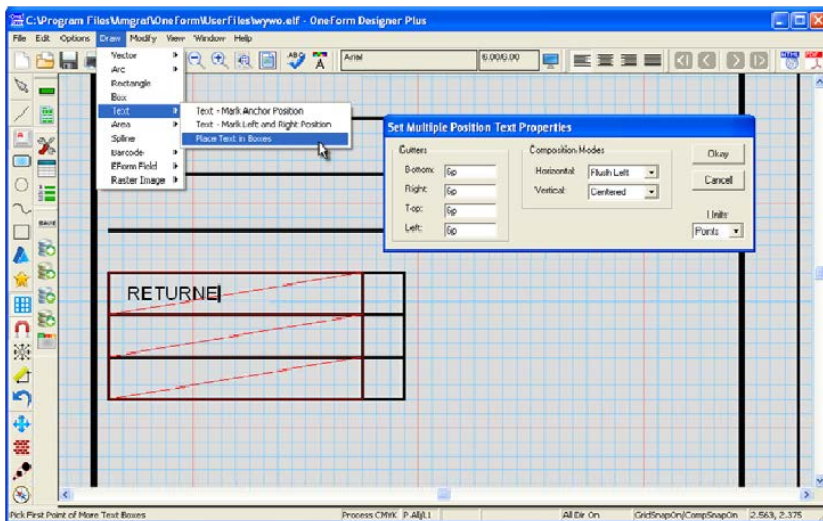 C:\Program Files\Amgraf\OneForm\UserFiles\wywo.elf - OneForm Designer Plus
File Edit Options Draw Modify View Window Help
Arial 6.00/6.00
Vector
Arc
Rectangle
Box
Text
Area
Spline
Barcode
EForm Field
Raster Image
Text - Mark Anchor Position
Text - Mark Left and Right Position
Place Text in Boxes
Set Multiple Position Text Properties
Gutters
Bottom: 6p
Right: 6p
Top: 6p
Left: 6p
Composition Modes
Horizontal: Flush Left
Vertical: Centered
Okay
Cancel
Units:
Points
RETURNE
Pick First Point of More Text Boxes Process CMYK P.All,L1 All Dir On GridSnapOn/CompSnapOn 2.563, 2.375